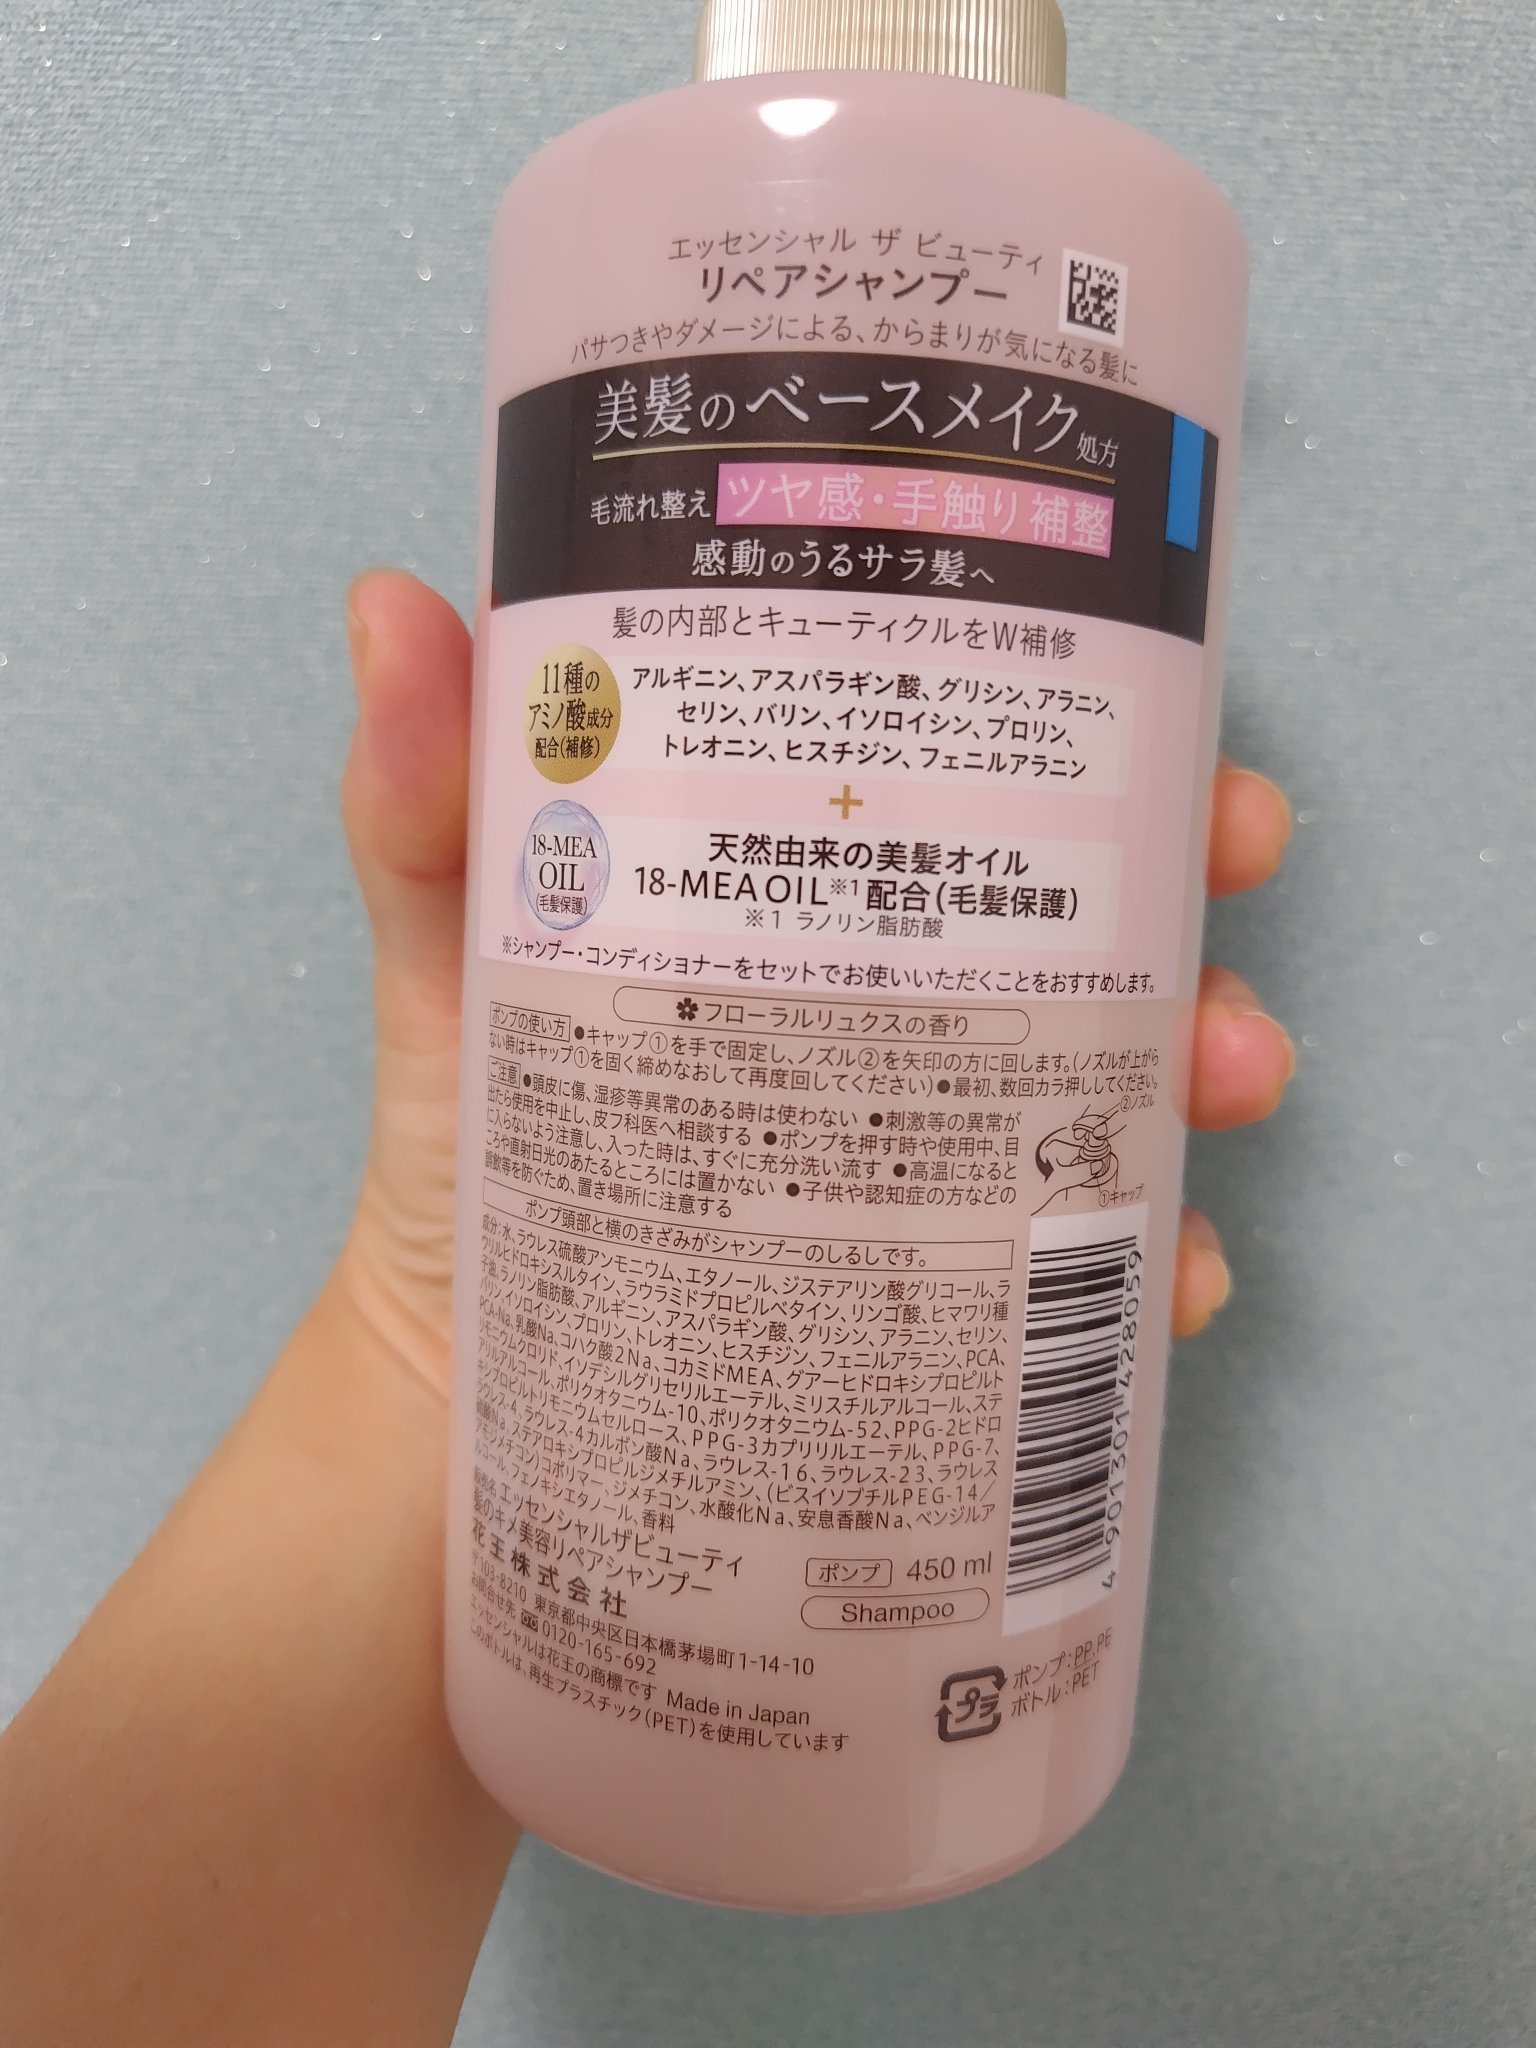 エッセンシャル ザ ビューティ
リペアシャンプー
パサつきやダメージによる、からまりが気になる髪に
美髪のベースメイク処方
毛流れ整え ツヤ感・手触り補整
感動のうるサラ髪へ
髪の内部とキューティクルをW補修
11種の
アミノ酸成分
配合(補修)
アルギニン、アスパラギン酸、グリシン、アラニン、
セリン、バリン、イソロイシン、プロリン、
トレオニン、ヒスチジン、フェニルアラニン
+
18-MEA
OIL
(毛髪保護)
天然由来の美髪オイル
18-MEA OIL※1 配合(毛髪保護)
※1 ラノリン脂肪酸
※シャンプー・コンディショナーをセットでお使いいただくことをおすすめします。
フローラルリュクスの香り
ポンプの使い方 ●キャップ①を手で固定し、ノズル②を矢印の方に回します。(ノズルが上がら
ない時はキャップ①を固く締めなおして再度回してください)●最初、数回カラ押ししてください。
ご注意 ●頭皮に傷、湿疹等異常のある時は使わない ●刺激等の異常が
出たら使用を中止し、皮フ科医へ相談する ●ポンプを押す時や使用中、目
に入らないよう注意し、入った時は、すぐに充分洗い流す ●高温になると
ころや直射日光のあたるところには置かない ●子供や認知症の方などの
誤飲等を防ぐため、置き場所に注意する
②ノズル
①キャップ
ポンプ頭部と横のきざみがシャンプーのしるしです。
成分:水、ラウレス硫酸アンモニウム、エタノール、ジステアリン酸グリコール、ラ
ウリルヒドロキシスルタイン、ラウラミドプロピルベタイン、リンゴ酸、ヒマワリ種
子油、ラノリン脂肪酸、アルギニン、アスパラギン酸、グリシン、アラニン、セリン、
バリン、イソロイシン、プロリン、トレオニン、ヒスチジン、フェニルアラニン、PCA、
PCA-Na、乳酸Na、コハク酸2Na、コカミドMEA、グアーヒドロキシプロピルト
リモニウムクロリド、イソデシルグリセリルエーテル、ミリスチルアルコール、ステ
アリルアルコール、ポリクオタニウム-10、ポリクオタニウム-52、PPG-2ヒドロ
キシプロピルトリモニウムセルロース、PPG-3カプリリルエーテル、PPG-7、
ラウレス-4、ラウレス-4カルボン酸Na、ラウレス-16、ラウレス-23、ラウレス
硫酸Na、ステアロキシプロピルジメチルアミン、(ビスイソブチルPEG-14/
アモジメチコン)コポリマー、ジメチコン、水酸化Na、安息香酸Na、ベンジルア
ルコール、フェノキシエタノール、香料
販売名 エッセンシャルザビューティ
髪のキメ美容リペアシャンプー
花王株式会社
〒103-8210 東京都中央区日本橋茅場町1-14-10
お問合せ先 0120-165-692
エッセンシャルは花王の商標です Made in Japan
このボトルは、再生プラスチック(PET)を使用しています
ポンプ 450 ml
Shampoo
4 901301 428059
プラ
ポンプ:PP,PE
ボトル:PET